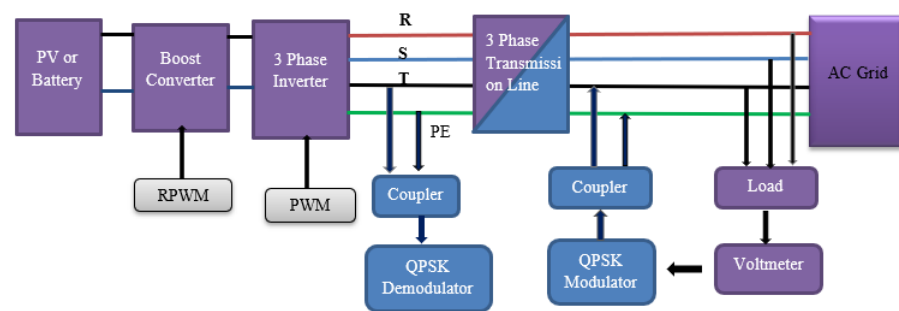 PV or
Battery
Boost
Converter
3 Phase
Inverter
R
S
T
PE
3 Phase
Transmissi
on Line
AC Grid
RPWM
PWM
Coupler
QPSK
Demodulator
Coupler
QPSK
Modulator
Load
Voltmeter